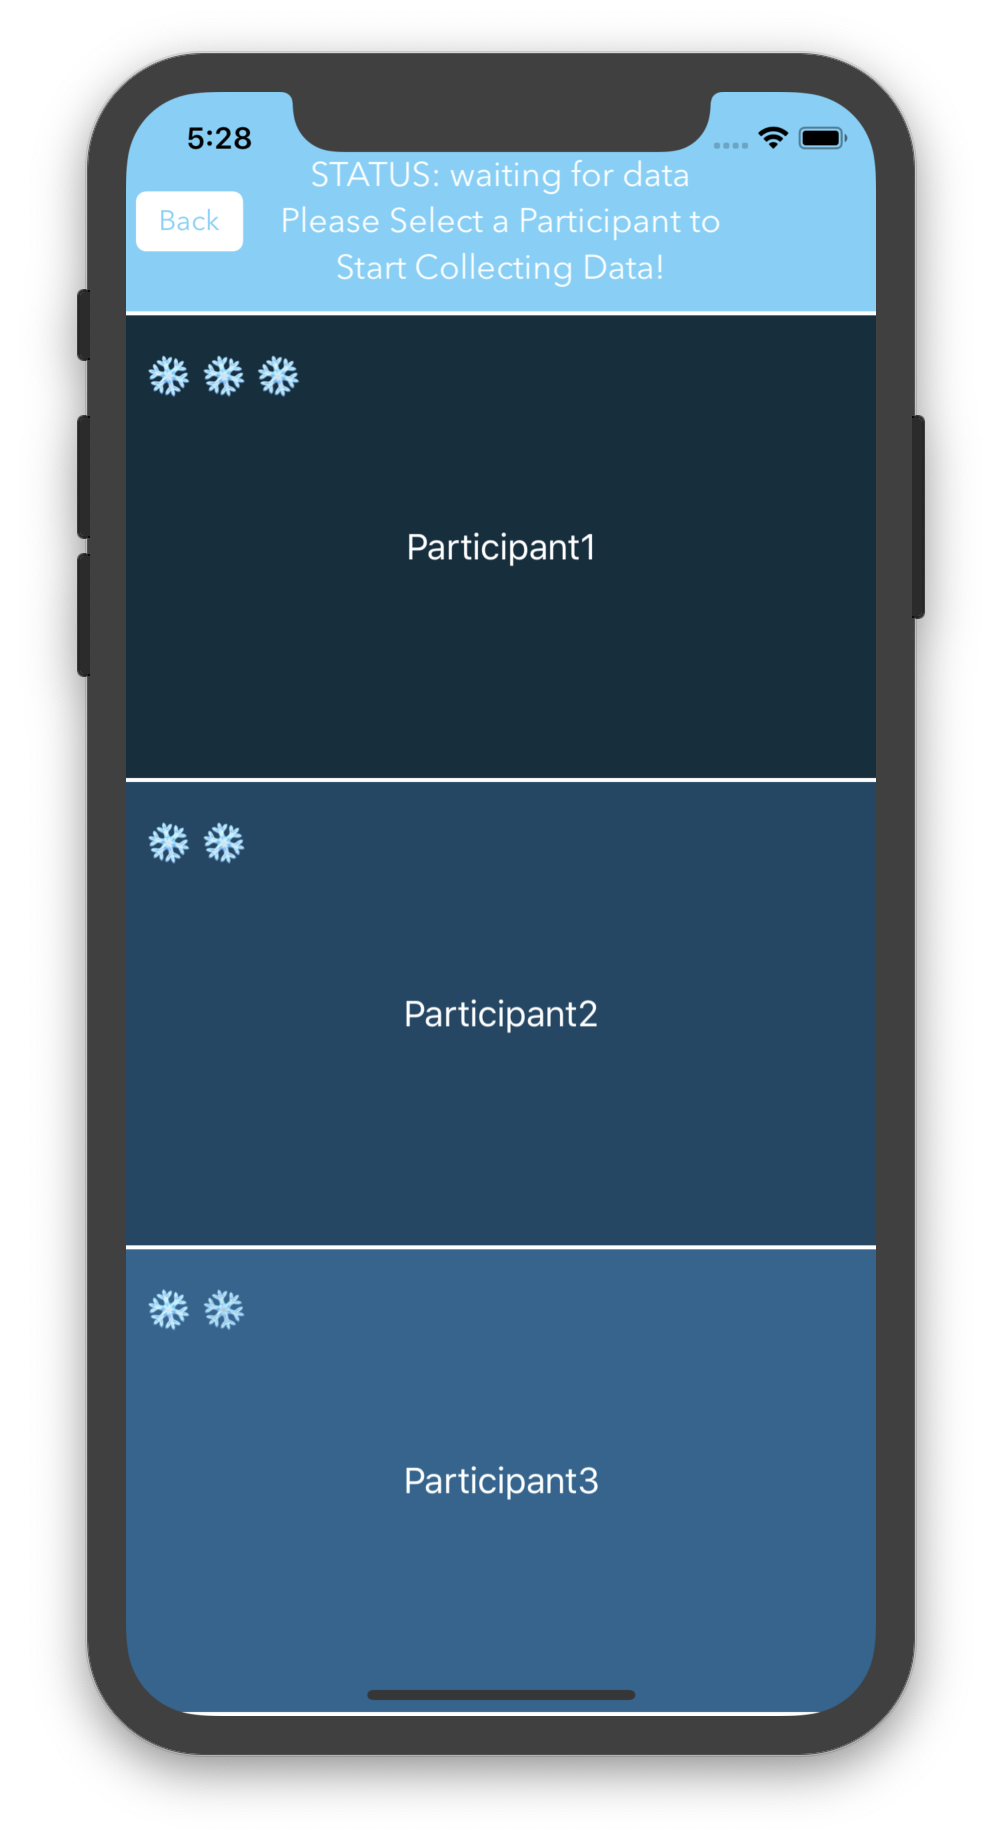 5:28
STATUS: waiting for data
Back
Please Select a Participant to
Start Collecting Data!
Participant1
Participant2
Participant3